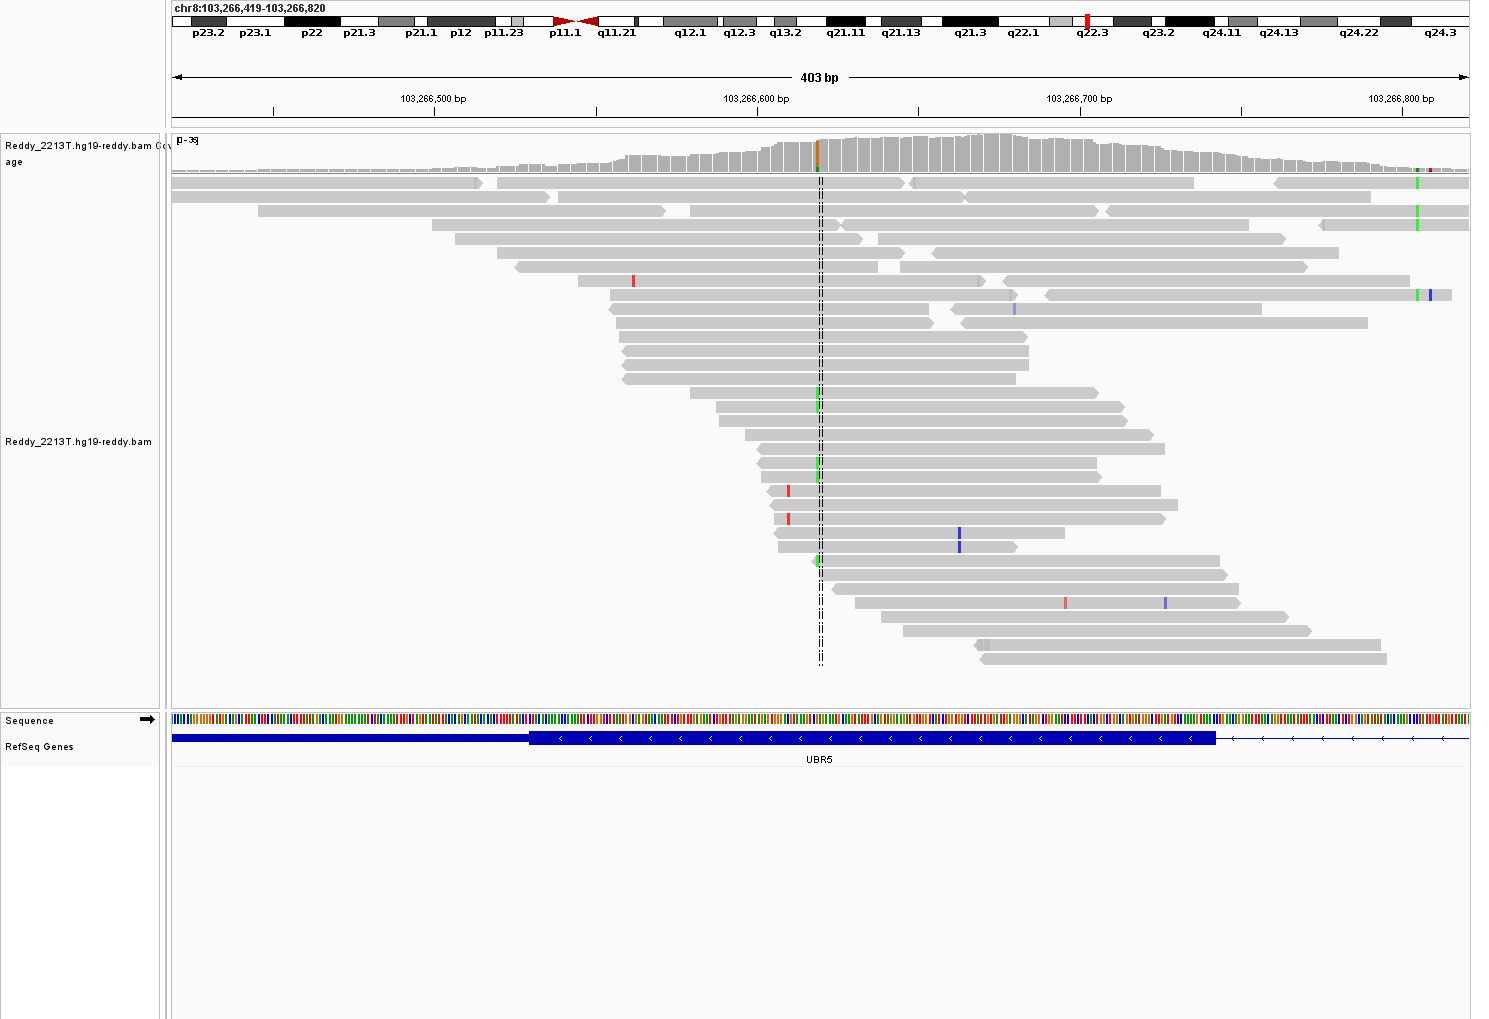 chr8:103,266,419-103,266,820
p23.2 p23.1 p22 p21.3 p21.1 p12 p11.23 p11.1 q11.21 q12.1 q12.3 q13.2 q21.11 q21.13 q21.3 q22.1 q22.3 q23.2 q24.11 q24.13 q24.22 q24.3
403 bp
103,266,500 bp 103,266,600 bp 103,266,700 bp 103,266,800 bp
Reddy_2213T.hg19-reddy.bam Cov
age
Reddy_2213T.hg19-reddy.bam
Sequence
RefSeq Genes
UBR5